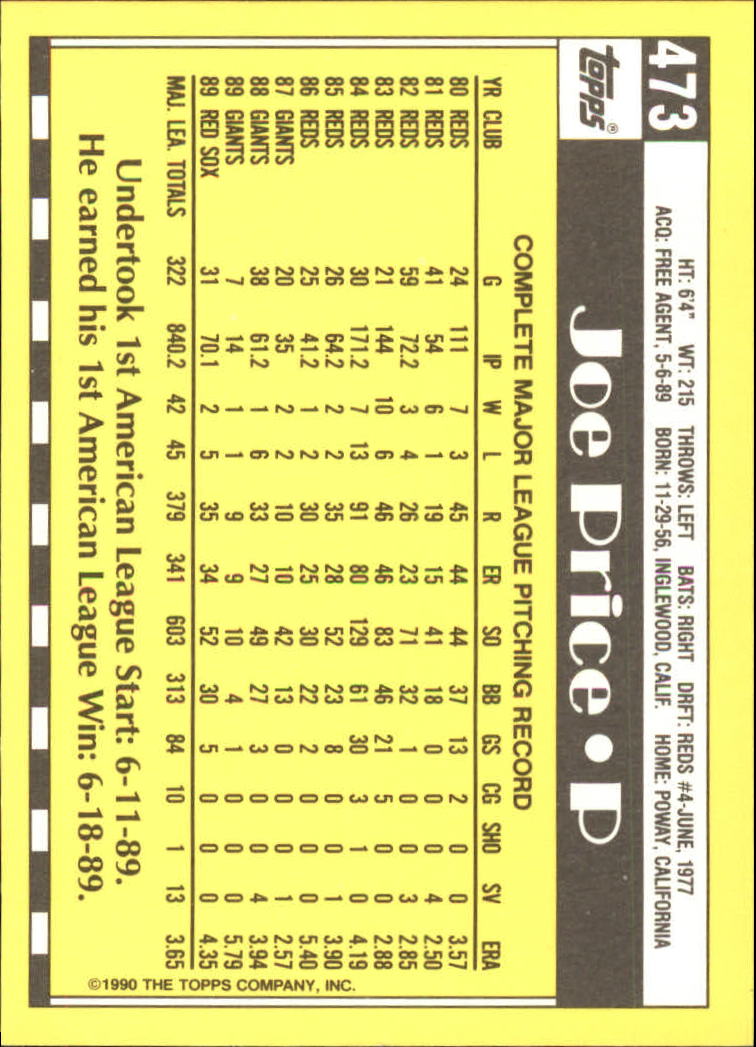 473
topps®
HT: 6'4" WT: 215 THROWS: LEFT BATS: RIGHT DRFT: REDS #4-JUNE, 1977
ACQ: FREE AGENT, 5-6-89 BORN: 11-29-56, INGLEWOOD, CALIF. HOME: POWAY, CALIFORNIA
Joe Price • P
COMPLETE MAJOR LEAGUE PITCHING RECORD
YR CLUB G IP W L R ER SO BB GS CG SHO SV ERA
80 REDS 24 111 7 3 45 44 44 37 13 2 0 0 3.57
81 REDS 41 54 6 1 19 15 41 18 0 0 0 4 2.50
82 REDS 59 72.2 3 4 26 23 71 32 1 0 0 3 2.85
83 REDS 21 144 10 6 46 46 83 46 21 5 0 0 2.88
84 REDS 30 171.2 7 13 91 80 129 61 30 3 1 0 4.19
85 REDS 26 64.2 2 2 35 28 52 23 8 0 0 1 3.90
86 REDS 25 41.2 1 2 30 25 30 22 2 0 0 0 5.40
87 GIANTS 20 35 2 2 10 10 42 13 0 0 0 1 2.57
88 GIANTS 38 61.2 1 6 33 27 49 27 3 0 0 4 3.94
89 GIANTS 7 14 1 1 9 9 10 4 1 0 0 0 5.79
89 RED SOX 31 70.1 2 5 35 34 52 30 5 0 0 0 4.35
MAJ. LEA. TOTALS 322 840.2 42 45 379 341 603 313 84 10 1 13 3.65
Undertook 1st American League Start: 6-11-89.
He earned his 1st American League Win: 6-18-89.
©1990 THE TOPPS COMPANY, INC.